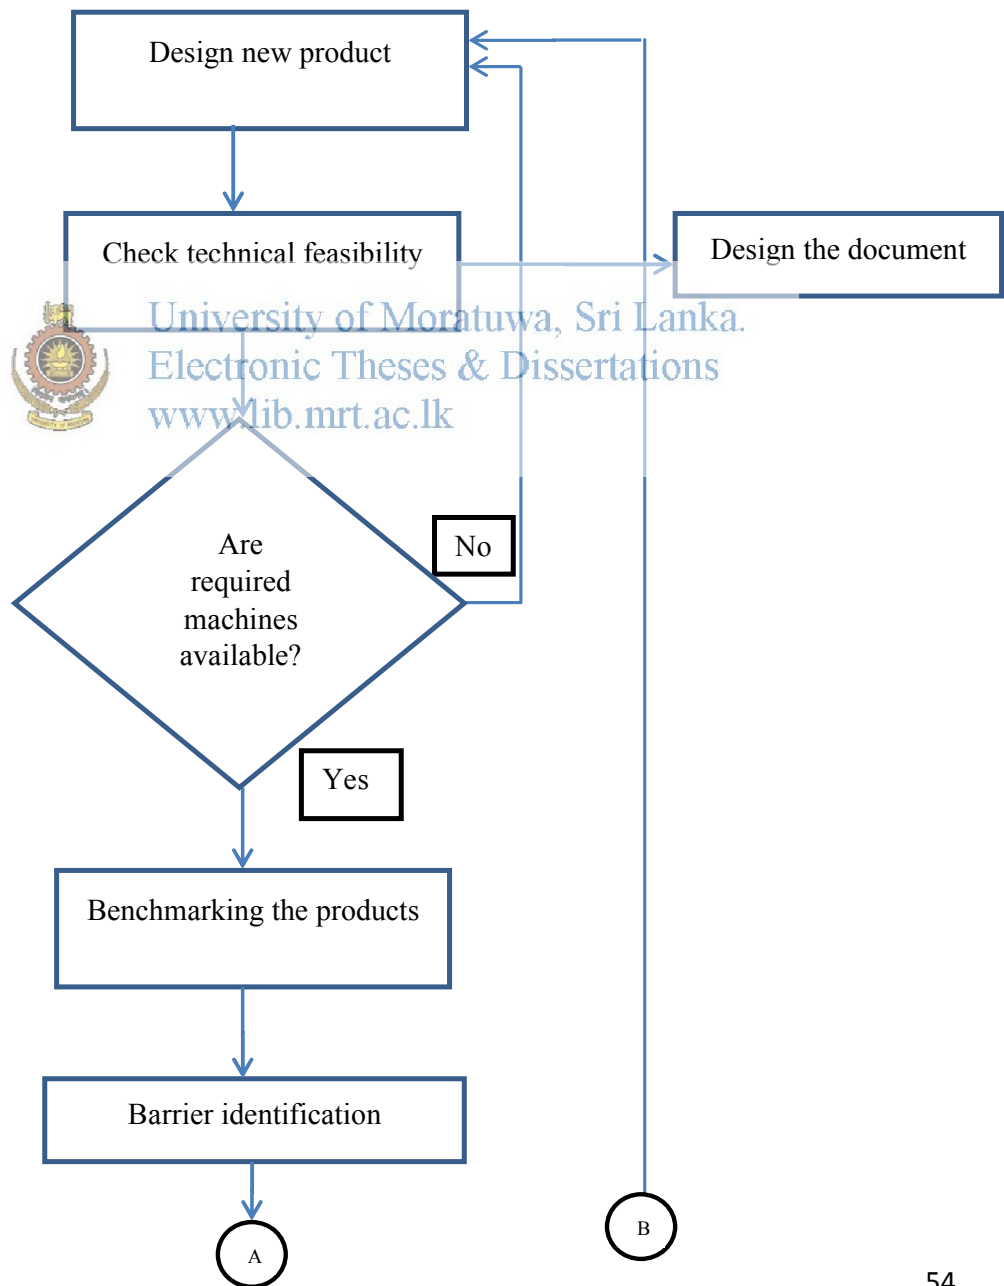 Design new product
Check technical feasibility
Design the document
University of Moratuwa, Sri Lanka.
Electronic Theses & Dissertations
www.lib.mrt.ac.lk
Are
required
machines
available?
No
Yes
Benchmarking the products
Barrier identification
A
B
54